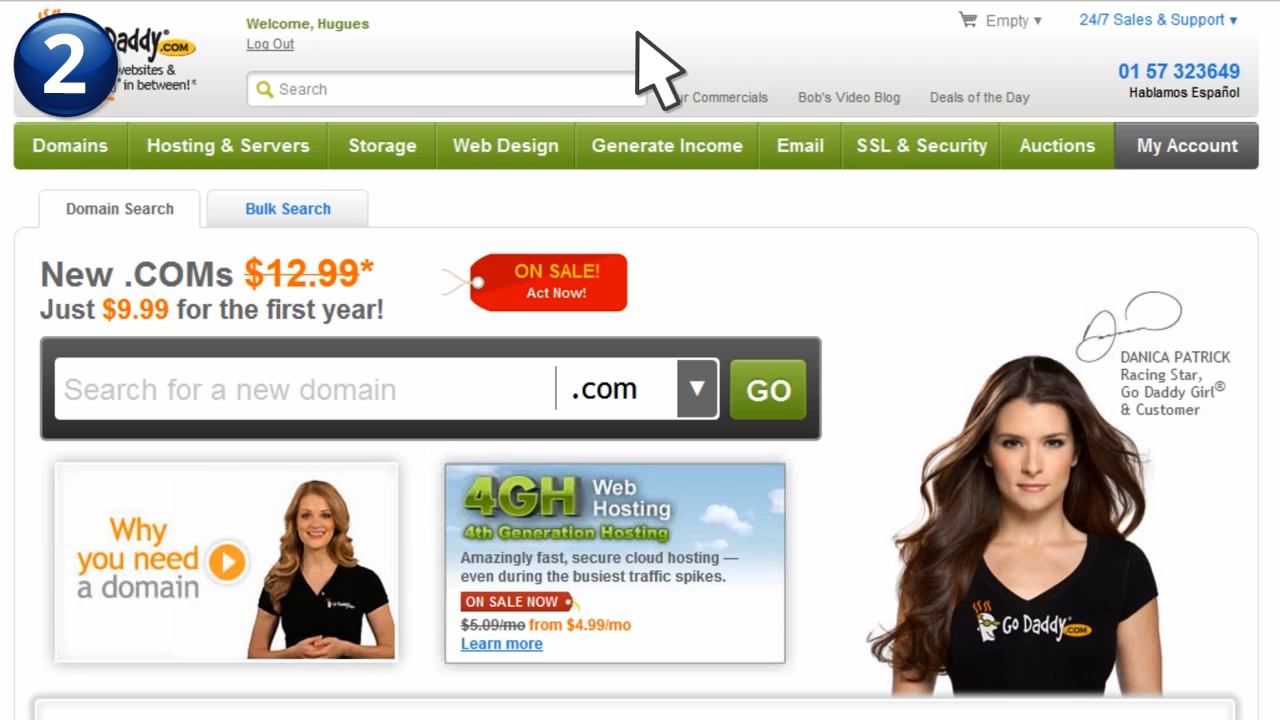 2
Daddy.COM
websites &
in between!®
Welcome, Hugues
Log Out
Search
Empty ▼
24/7 Sales & Support ▼
01 57 323649
Hablamos Español
Commercials
Bob's Video Blog
Deals of the Day
Domains
Hosting & Servers
Storage
Web Design
Generate Income
Email
SSL & Security
Auctions
My Account
Domain Search
Bulk Search
New .COMs $12.99*
Just $9.99 for the first year!
ON SALE!
Act Now!
Search for a new domain
.com
▼
GO
DANICA PATRICK
Racing Star,
Go Daddy Girl®
& Customer
Why
you need
a domain
Go Daddy.COM
4GH Web
Hosting
4th Generation Hosting
Amazingly fast, secure cloud hosting —
even during the busiest traffic spikes.
ON SALE NOW
$5.09/mo from $4.99/mo
Learn more
Go Daddy.COM